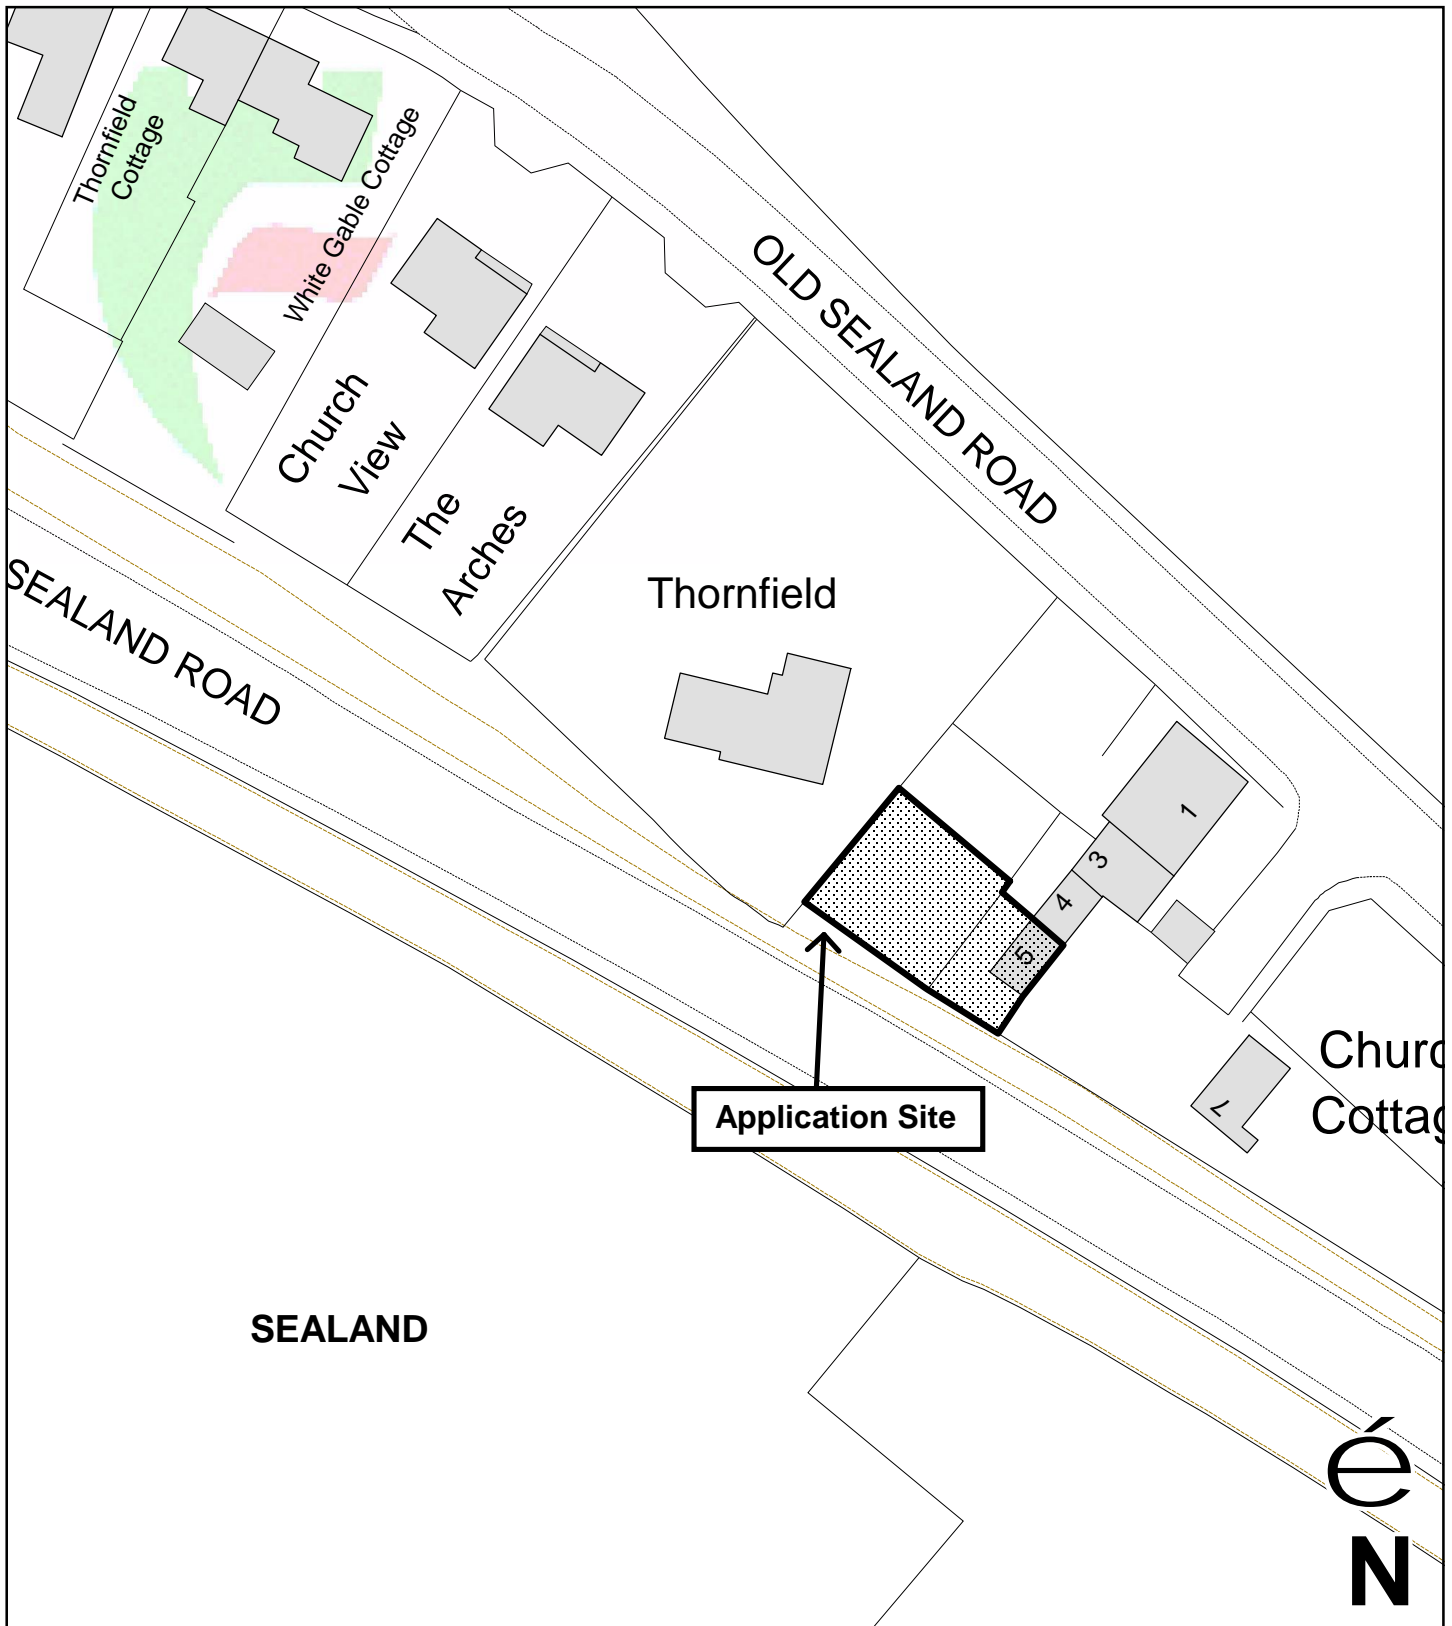 Thornfield
Cottage
White Gable Cottage
OLD SEALAND ROAD
Church
View
The
Arches
Thornfield
SEALAND ROAD
1
3
4
5
Application Site
7
Churc
Cottag
SEALAND
é
N